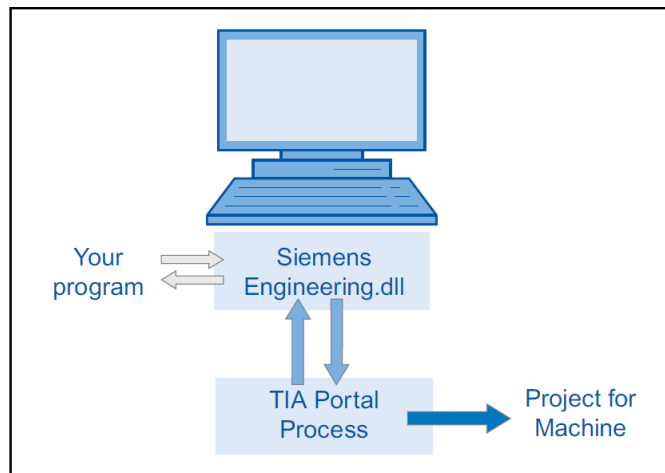 Your
program
Siemens
Engineering.dll
TIA Portal
Process
Project for
Machine